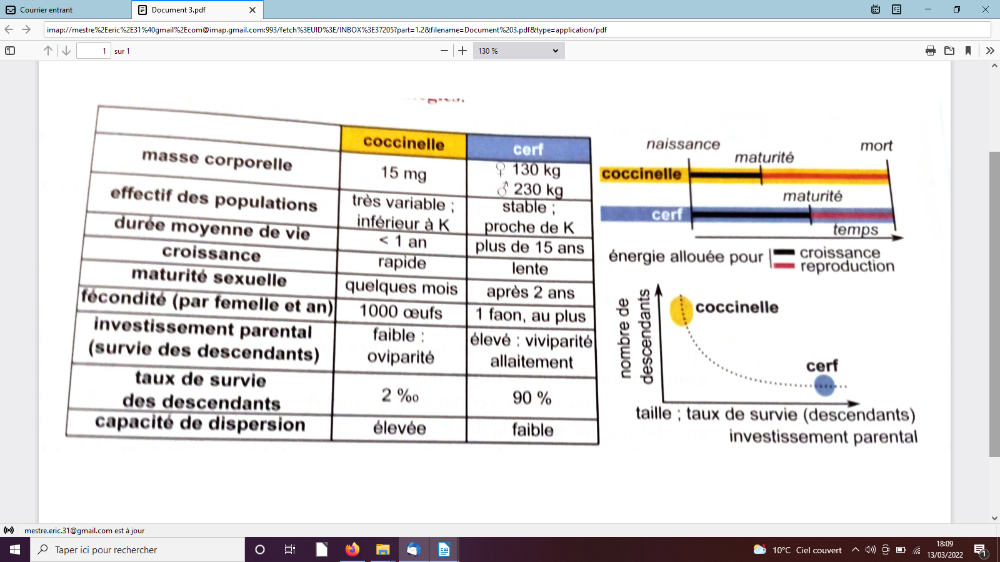 Courrier entrant
Document 3.pdf
imap://mestre%2Eeric%2E31%40gmail%2Ecom@imap.gmail.com:993/fetch%3EUID%3E/INBOX%3E37205?part=1.2&filename=Document%203.pdf&type=application/pdf
1 sur 1
130 %
coccinelle cerf
masse corporelle 15 mg ♀ 130 kg
♂ 230 kg
effectif des populations très variable ; stable ;
inférieur à K proche de K
durée moyenne de vie < 1 an plus de 15 ans
croissance rapide lente
maturité sexuelle quelques mois après 2 ans
fécondité (par femelle et an) 1000 œufs 1 faon, au plus
investissement parental faible : élevé : viviparité
(survie des descendants) oviparité allaitement
taux de survie
des descendants 2 ‰ 90 %
capacité de dispersion élevée faible
naissance maturité mort
coccinelle
maturité
cerf
temps
énergie allouée pour croissance
reproduction
nombre de
descendants
coccinelle
cerf
taille ; taux de survie (descendants)
investissement parental
mestre.eric.31@gmail.com est à jour
Taper ici pour rechercher
10°C Ciel couvert
18:09
13/03/2022
1